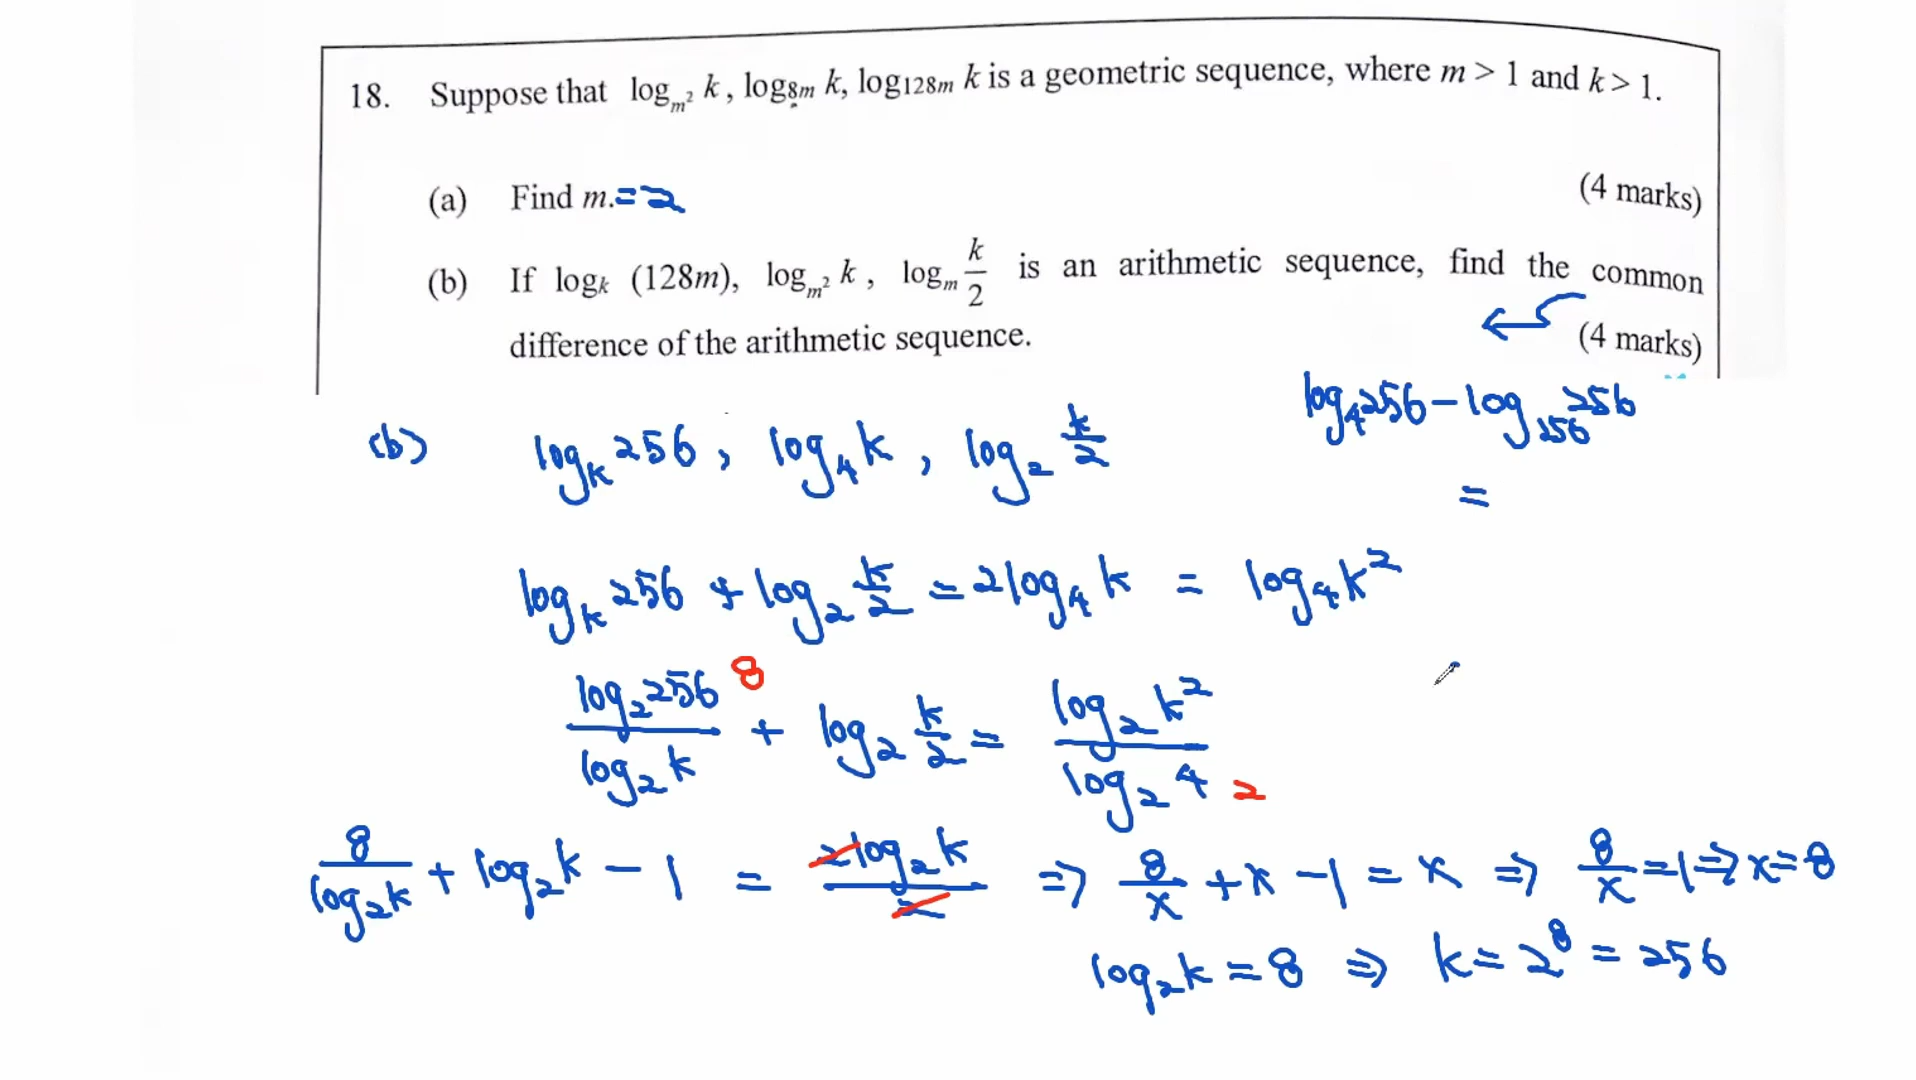 18. Suppose that log_{m²} k, log_{8m} k, log_{128m} k is a geometric sequence, where m > 1 and k > 1.
(a) Find m. = 2 (4 marks)
(b) If log_k (128m), log_{m²} k, log_m k/2 is an arithmetic sequence, find the common
difference of the arithmetic sequence. (4 marks)
log_4 256 − log_256 256
=
(b) log_k 256, log_4 k, log_2 k/2
log_k 256 + log_2 k/2 = 2log_4 k = log_4 k²
log_2 256 / log_2 k 8 + log_2 k/2 = log_2 k² / log_2 4 2
8 / log_2 k + log_2 k − 1 = 2log_2 k / 2 ⇒ 8/x + x − 1 = x ⇒ 8/x = 1 ⇒ x = 8
log_2 k = 8 ⇒ k = 2⁸ = 256